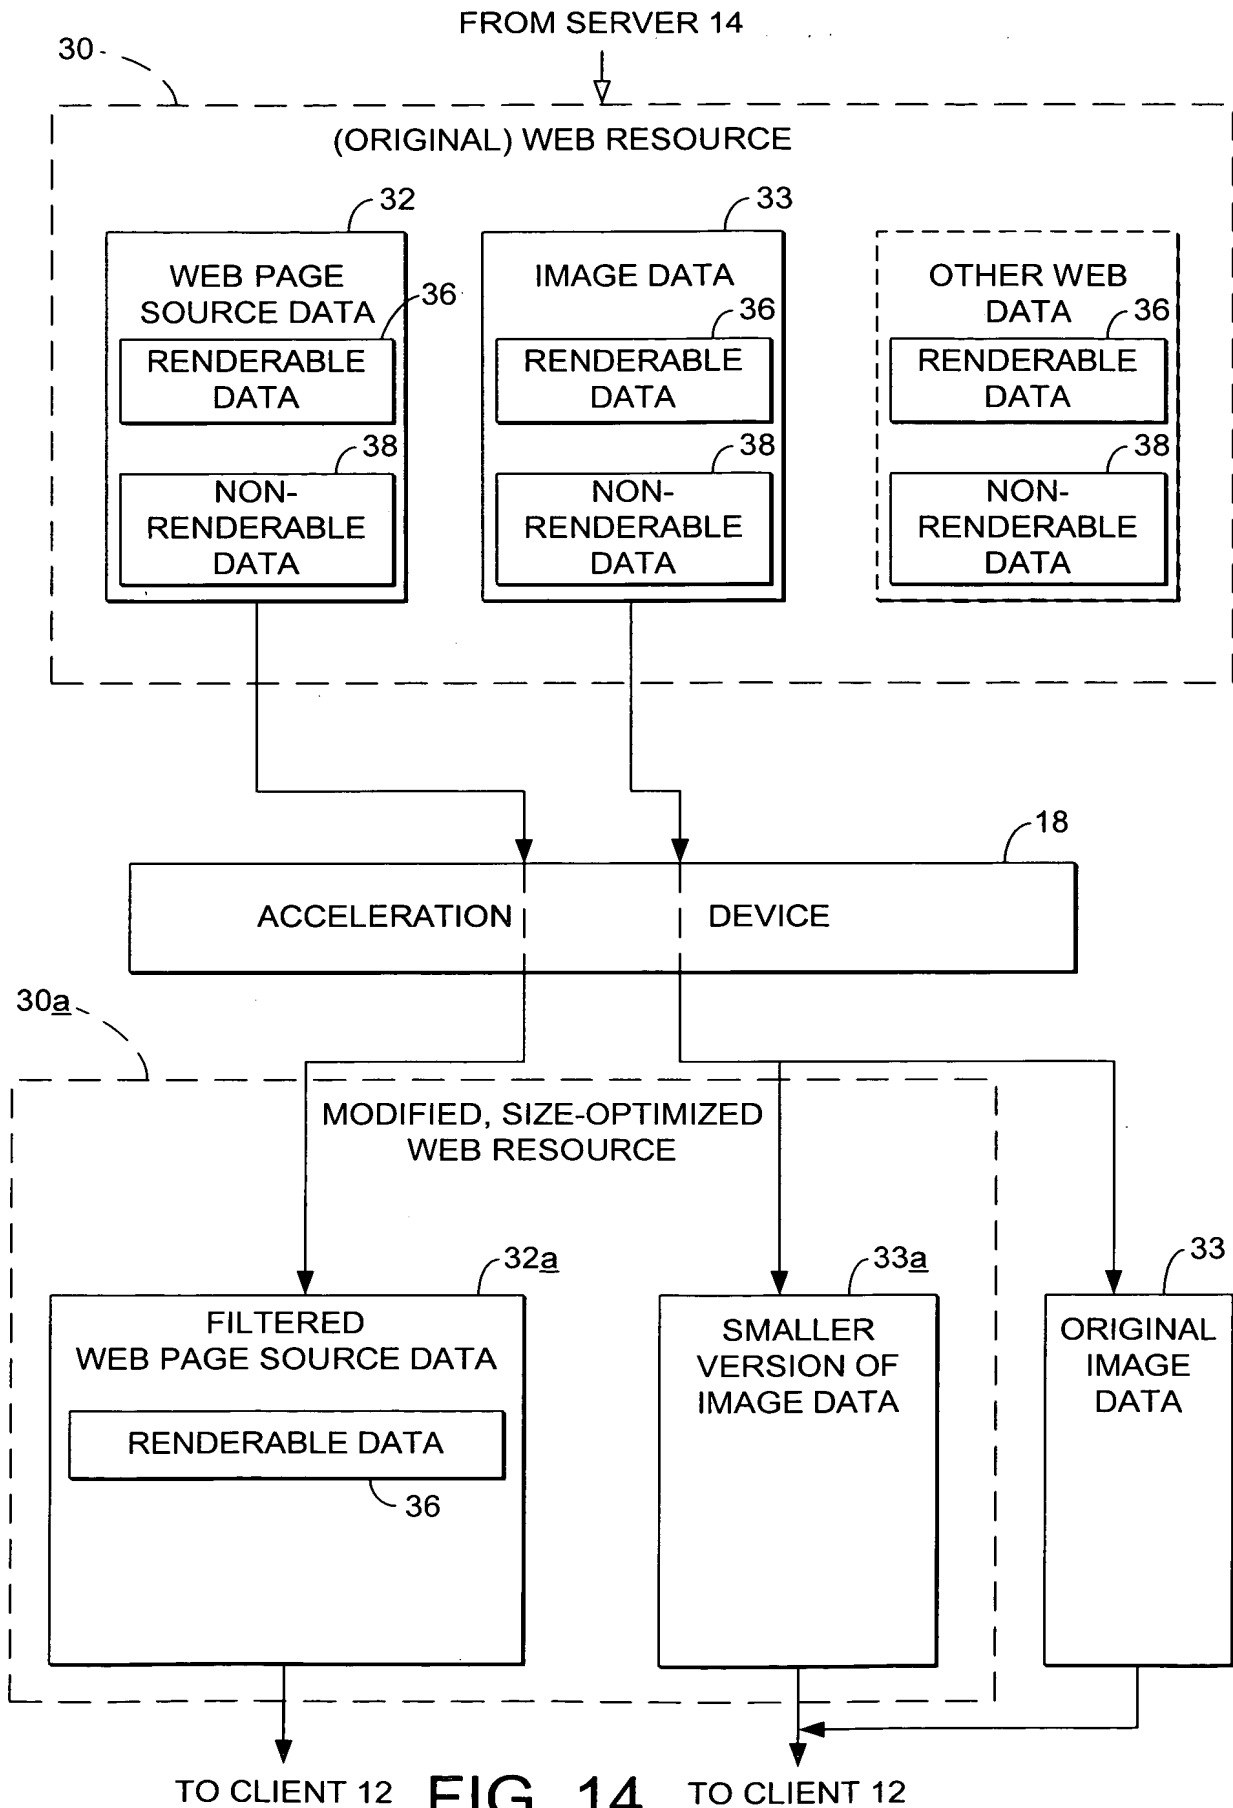 FROM SERVER 14
30
(ORIGINAL) WEB RESOURCE
32
33
WEB PAGE
SOURCE DATA
36
RENDERABLE
DATA
38
NON-
RENDERABLE
DATA
IMAGE DATA
36
RENDERABLE
DATA
38
NON-
RENDERABLE
DATA
OTHER WEB
DATA
36
RENDERABLE
DATA
38
NON-
RENDERABLE
DATA
18
ACCELERATION DEVICE
30a
MODIFIED, SIZE-OPTIMIZED
WEB RESOURCE
32a
33a
33
FILTERED
WEB PAGE SOURCE DATA
RENDERABLE DATA
36
SMALLER
VERSION OF
IMAGE DATA
ORIGINAL
IMAGE
DATA
TO CLIENT 12
FIG. 14
TO CLIENT 12